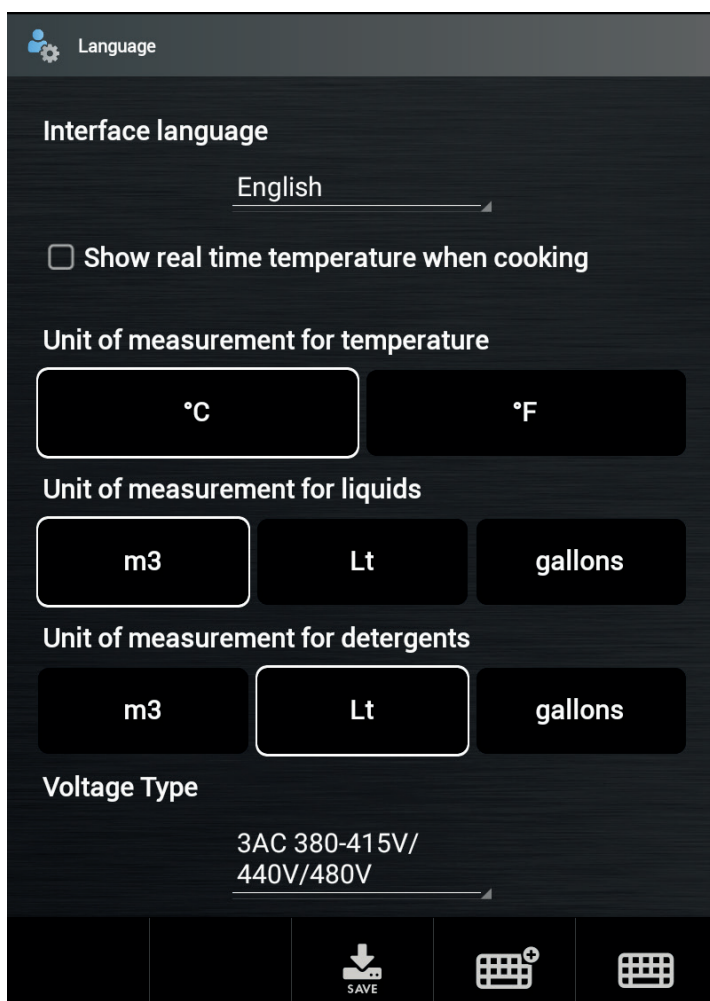 Language
Interface language
English
Show real time temperature when cooking
Unit of measurement for temperature
°C °F
Unit of measurement for liquids
m3 Lt gallons
Unit of measurement for detergents
m3 Lt gallons
Voltage Type
3AC 380-415V/
440V/480V
SAVE